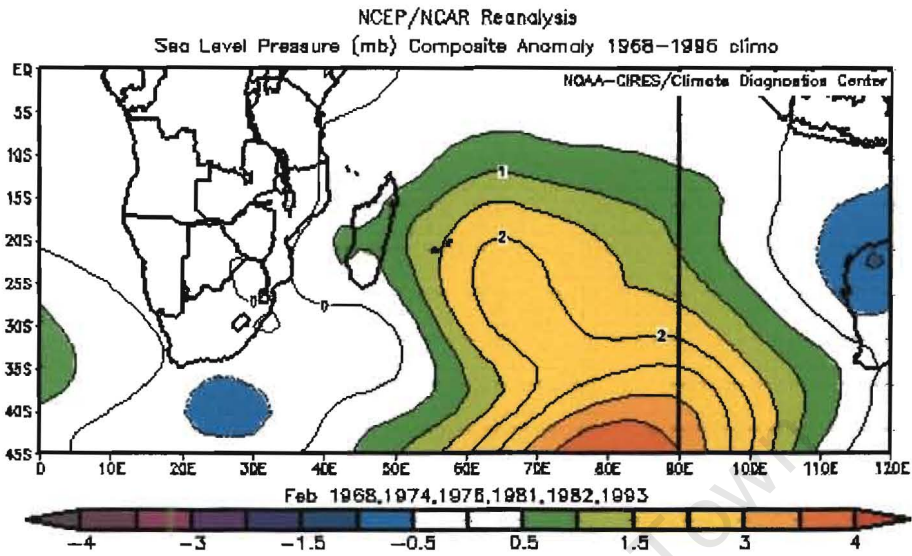 NCEP/NCAR Reanalysis
Sea Level Pressure (mb) Composite Anomaly 1968-1996 climo
NOAA-CIRES/Climate Diagnostics Center
EQ
5S
10S
15S
20S
25S
30S
35S
40S
45S
1
2
0
0
2
0 10E 20E 30E 40E 50E 60E 70E 80E 90E 100E 110E 120E
Feb 1968,1974,1976,1981,1982,1993
-4 -3 -1.5 -0.5 0.5 1.5 3 4
Town